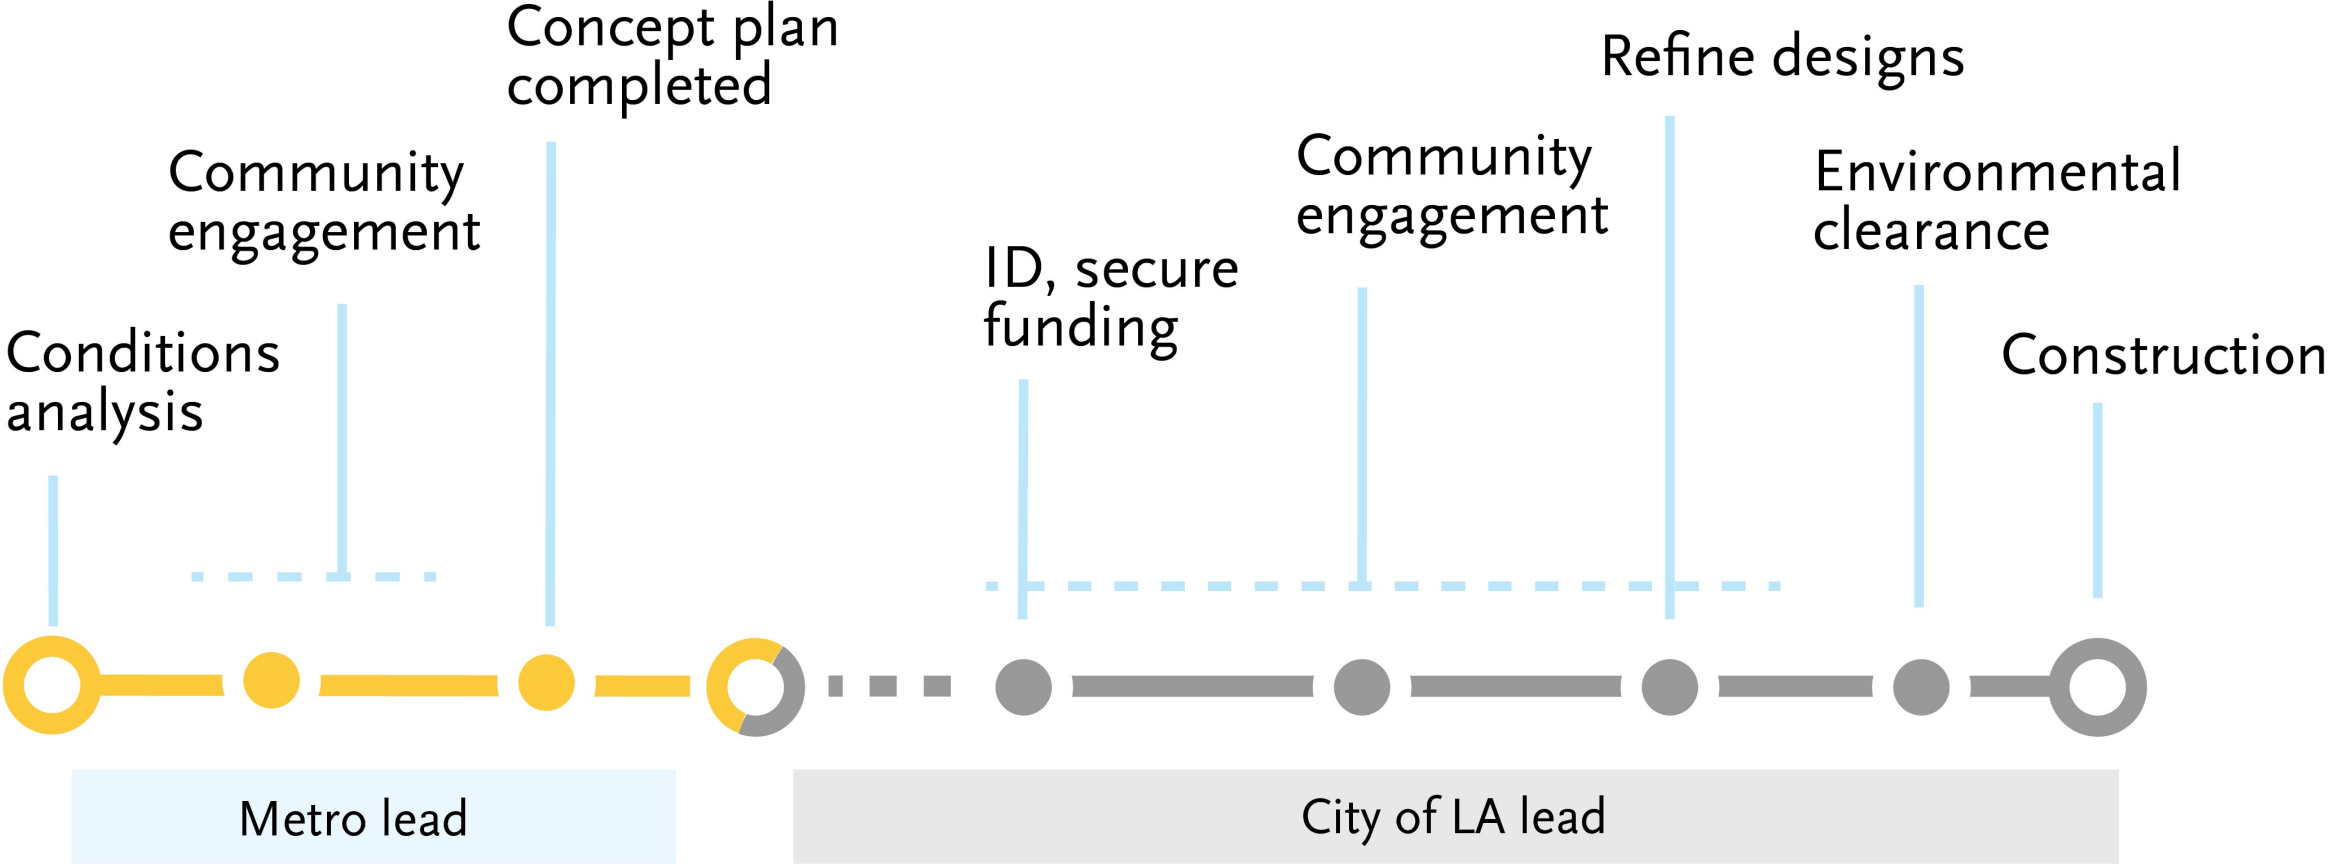 Conditions
analysis
Community
engagement
Concept plan
completed
ID, secure
funding
Community
engagement
Refine designs
Environmental
clearance
Construction
Metro lead
City of LA lead